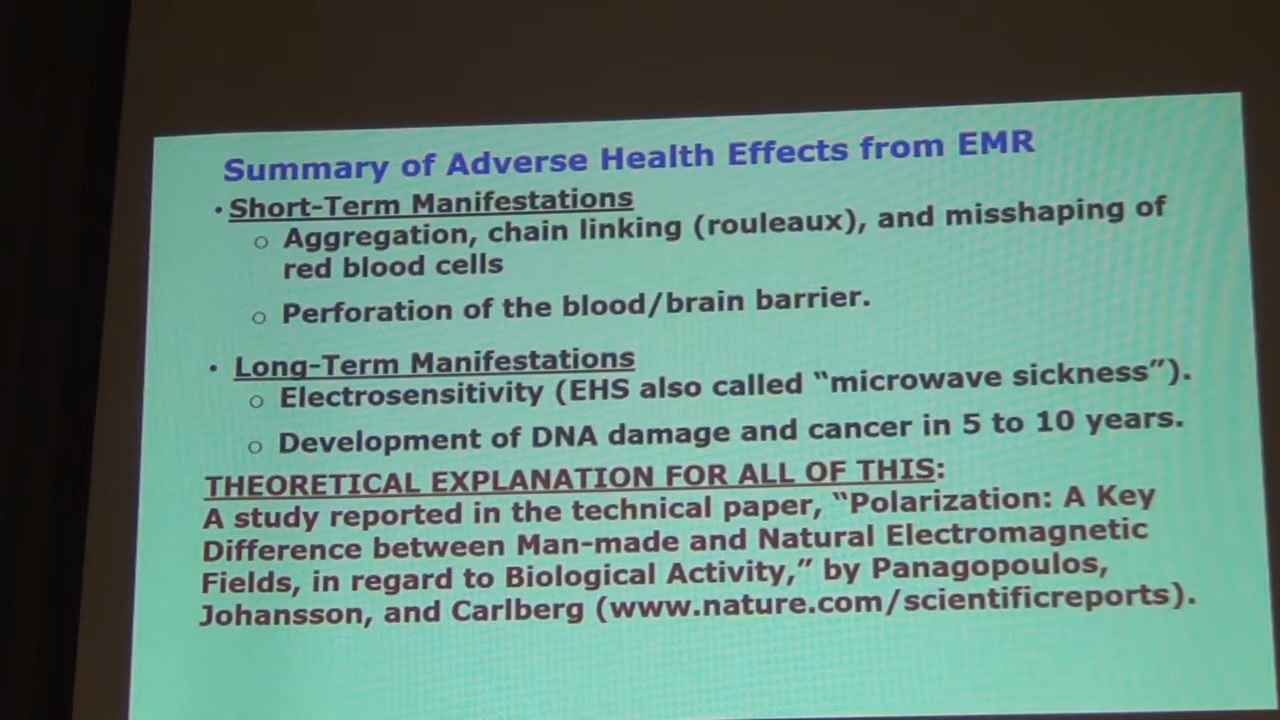 Summary of Adverse Health Effects from EMR
• Short-Term Manifestations
o Aggregation, chain linking (rouleaux), and misshaping of
red blood cells
o Perforation of the blood/brain barrier.
• Long-Term Manifestations
o Electrosensitivity (EHS also called “microwave sickness”).
o Development of DNA damage and cancer in 5 to 10 years.
THEORETICAL EXPLANATION FOR ALL OF THIS:
A study reported in the technical paper, “Polarization: A Key
Difference between Man-made and Natural Electromagnetic
Fields, in regard to Biological Activity,” by Panagopoulos,
Johansson, and Carlberg (www.nature.com/scientificreports).